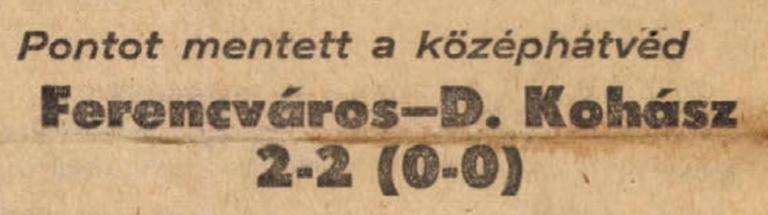 Pontot mentett a középhátvéd
Ferencváros—D. Kohász
2-2 (0-0)